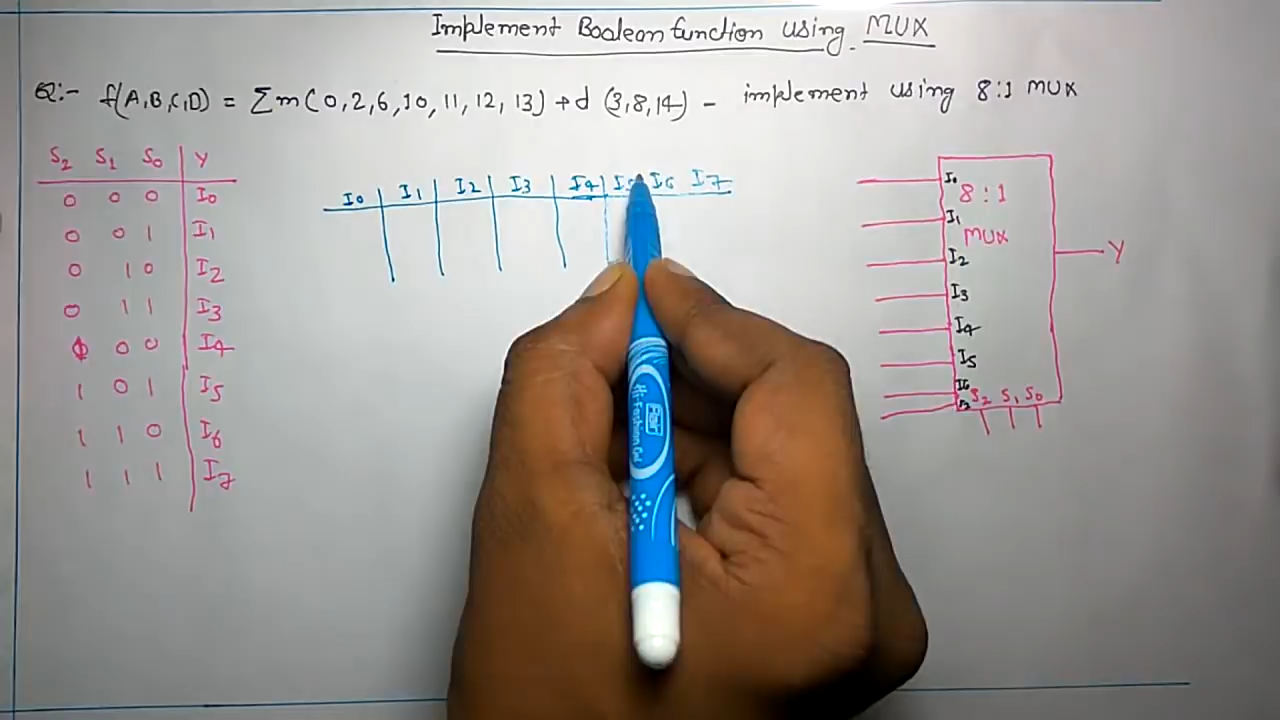 Implement Boolean function using MUX
Q:- f(A,B,C,D) = Σm(0,2,6,10,11,12,13) + d (3,8,14) - implement using 8:1 MUX
S2 S1 S0 Y
0 0 0 I0
0 0 1 I1
0 1 0 I2
0 1 1 I3
1 0 0 I4
1 0 1 I5
1 1 0 I6
1 1 1 I7
I0 I1 I2 I3 I4 I5 I6 I7
I0
8:1
I1
MUX
I2
I3
I4
I5
I6
I7
S2 S1 S0
Y
Flair
Hi-Fashion Gel